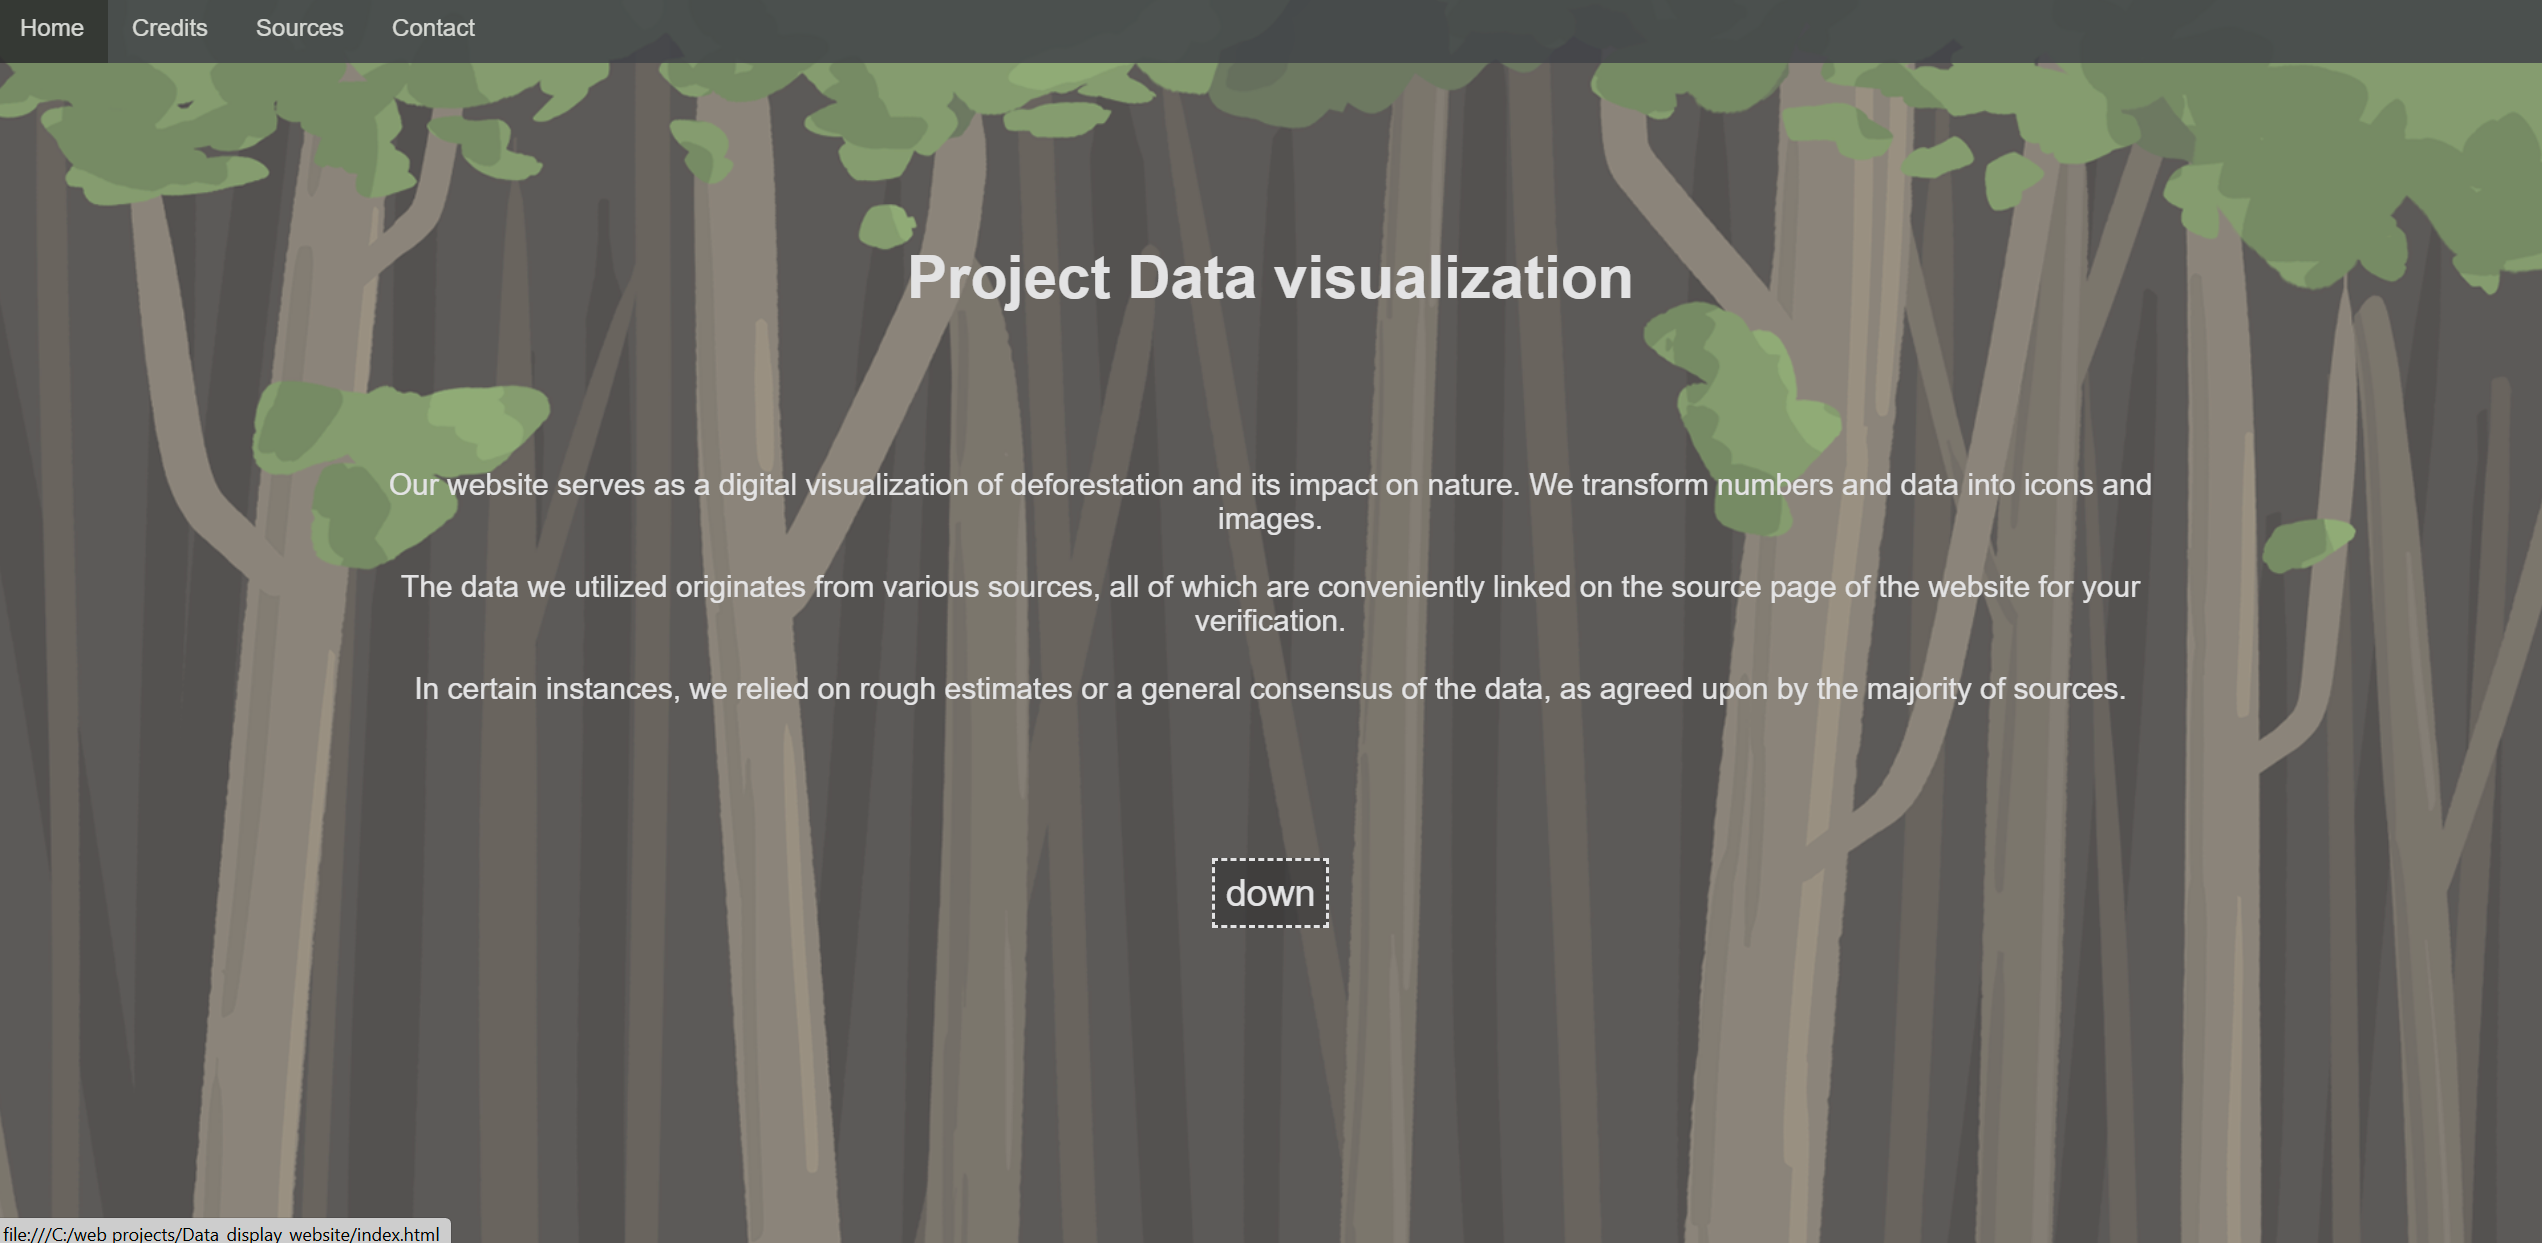 Home Credits Sources Contact
Project Data visualization
Our website serves as a digital visualization of deforestation and its impact on nature. We transform numbers and data into icons and
images.
The data we utilized originates from various sources, all of which are conveniently linked on the source page of the website for your
verification.
In certain instances, we relied on rough estimates or a general consensus of the data, as agreed upon by the majority of sources.
down
file:///C:/web projects/Data_display_website/index.html